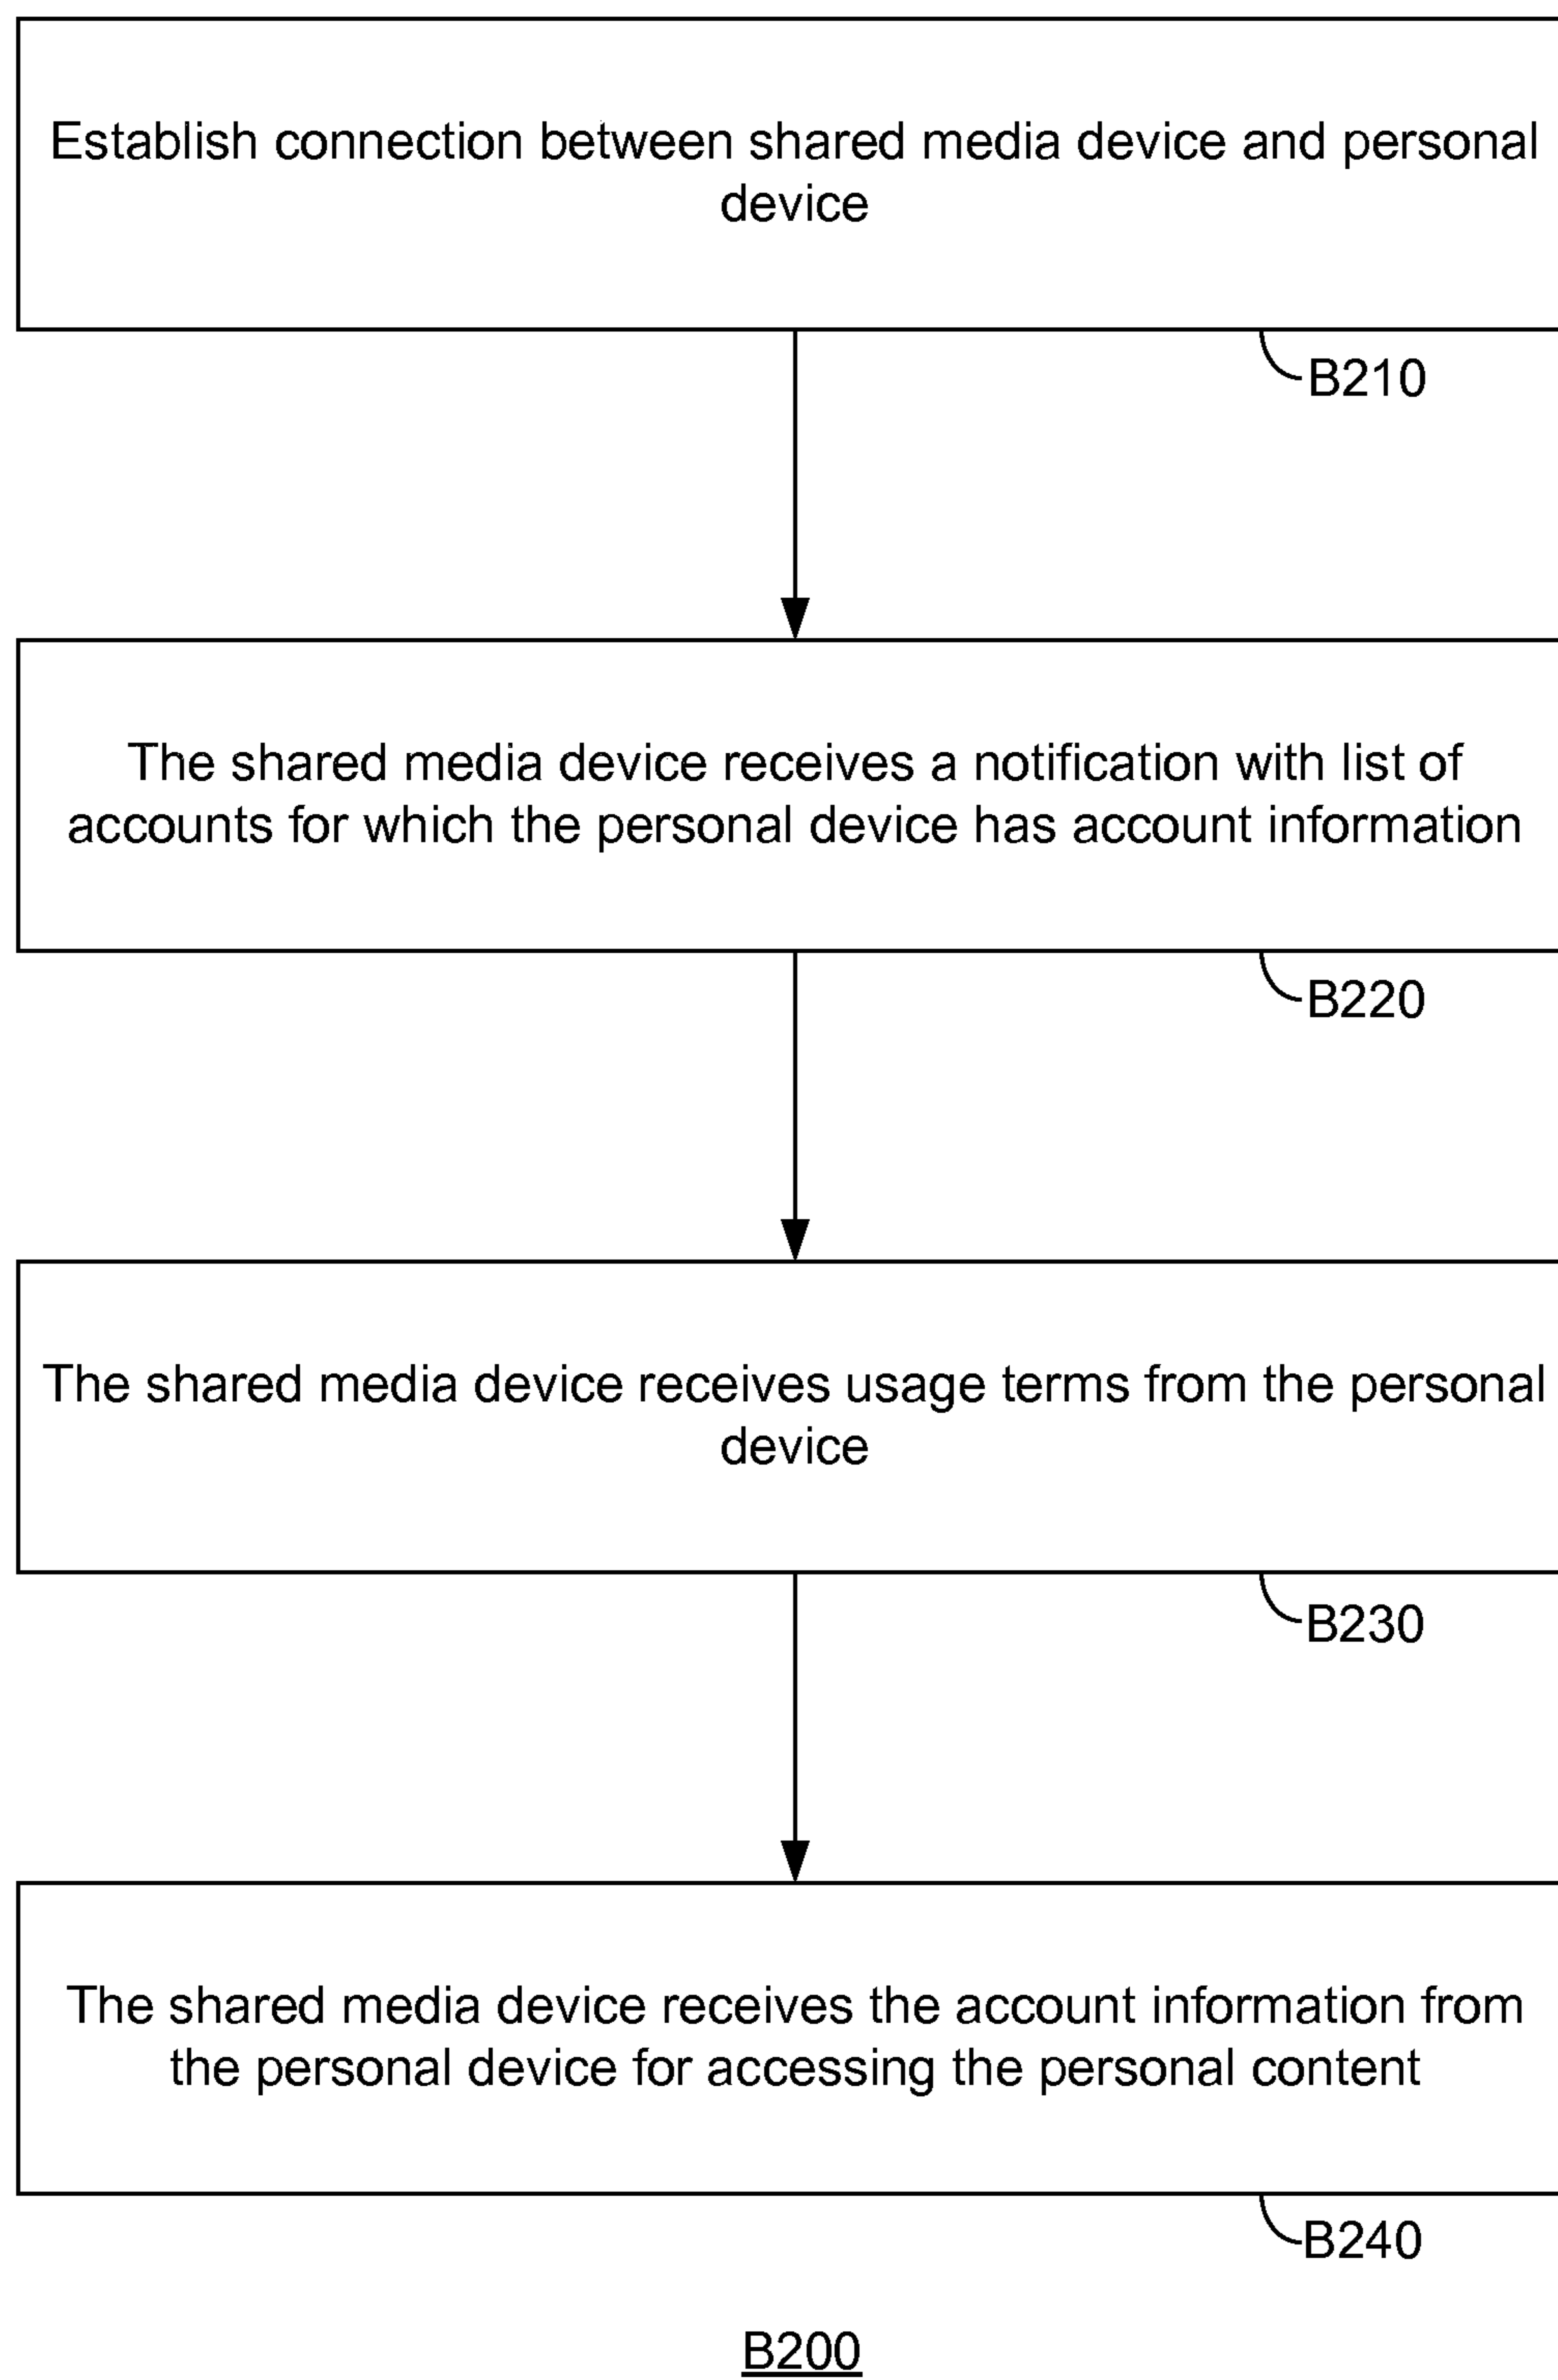 Establish connection between shared media device and personal
device
B210
The shared media device receives a notification with list of
accounts for which the personal device has account information
B220
The shared media device receives usage terms from the personal
device
B230
The shared media device receives the account information from
the personal device for accessing the personal content
B240
B200